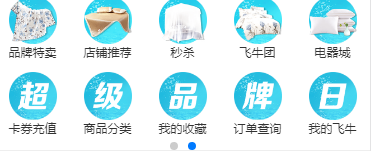 品牌特卖 店铺推荐 秒杀 飞牛团 电器城
超 级 品 牌 日
卡券充值 商品分类 我的收藏 订单查询 我的飞牛